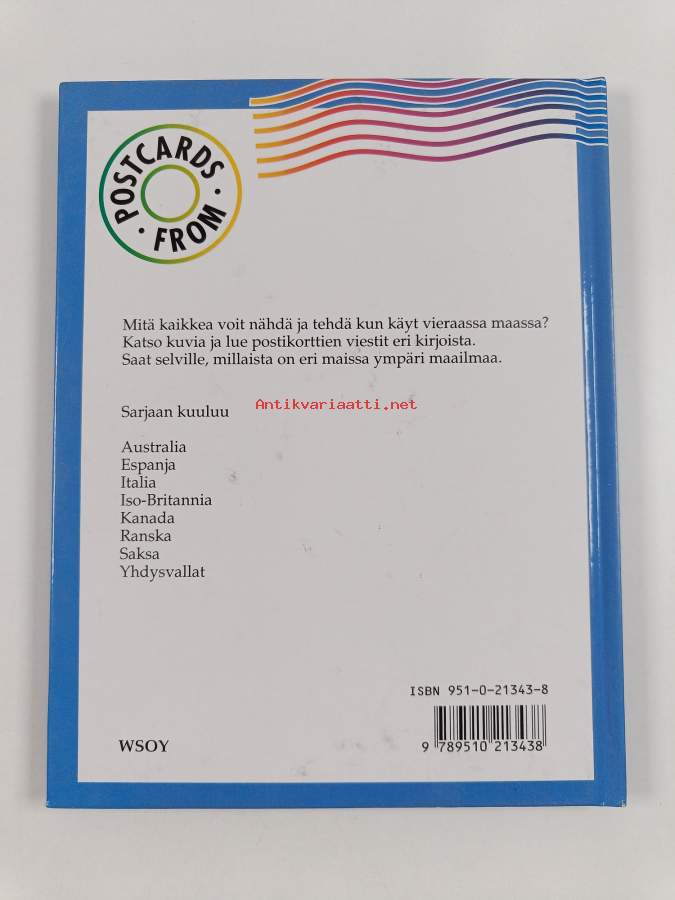 POSTCARDS
FROM
Mitä kaikkea voit nähdä ja tehdä kun käyt vieraassa maassa?
Katso kuvia ja lue postikorttien viestit eri kirjoista.
Saat selville, millaista on eri maissa ympäri maailmaa.
Sarjaan kuuluu
Antikvariaatti.net
Australia
Espanja
Italia
Iso-Britannia
Kanada
Ranska
Saksa
Yhdysvallat
ISBN 951-0-21343-8
WSOY
9 789510 213438